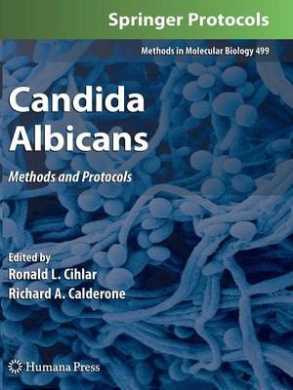 Springer Protocols
Methods in Molecular Biology 499
Candida
Albicans
Methods and Protocols
Edited by
Ronald L. Cihlar
Richard A. Calderone
Humana Press